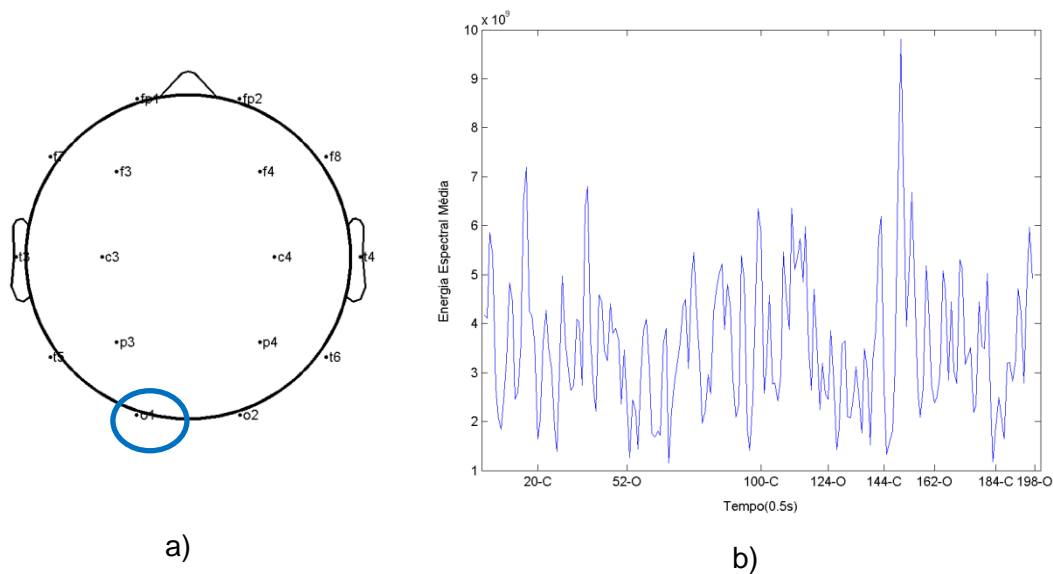 fp1 fp2
f7 f8
f3 f4
t3 c3 c4 t4
p3 p4
t5 t6
o1 o2
a)
x 10⁹
10
9
8
7
6
5
4
3
2
1
Energia Espectral Média
20-C 52-O 100-C 124-O 144-C 162-O 184-C 198-O
Tempo(0.5s)
b)